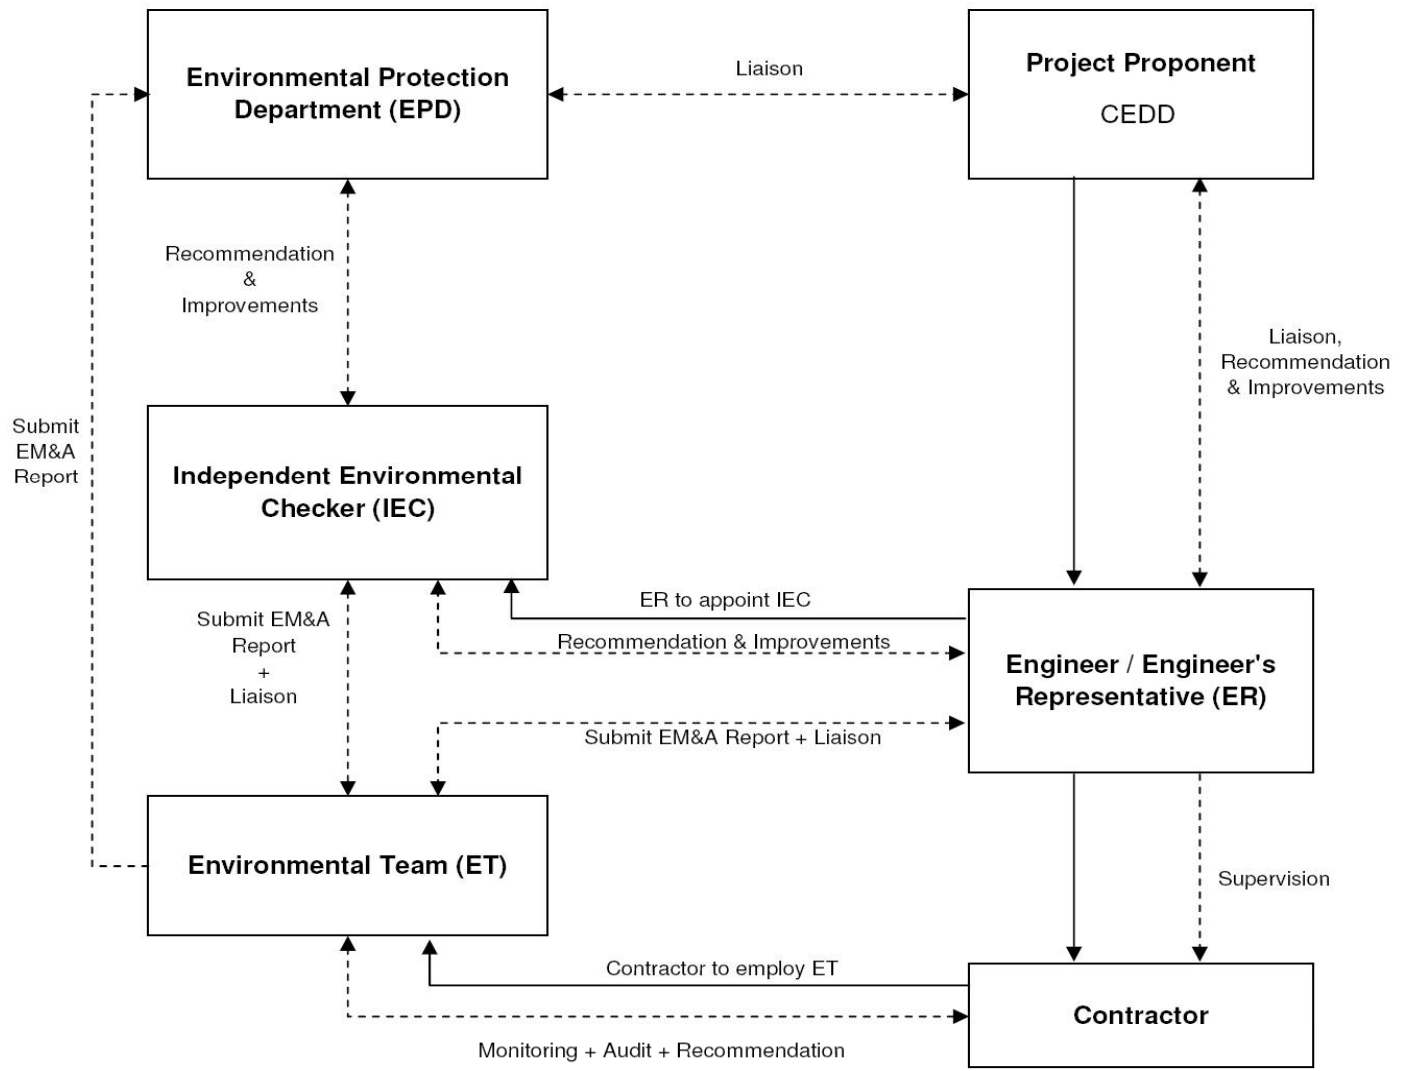 Environmental Protection
Department (EPD)
Liaison
Project Proponent
CEDD
Recommendation
&
Improvements
Liaison,
Recommendation
& Improvements
Submit
EM&A
Report
Independent Environmental
Checker (IEC)
ER to appoint IEC
Submit EM&A
Report
+
Liaison
Recommendation & Improvements
Engineer / Engineer's
Representative (ER)
Submit EM&A Report + Liaison
Environmental Team (ET)
Supervision
Contractor to employ ET
Contractor
Monitoring + Audit + Recommendation